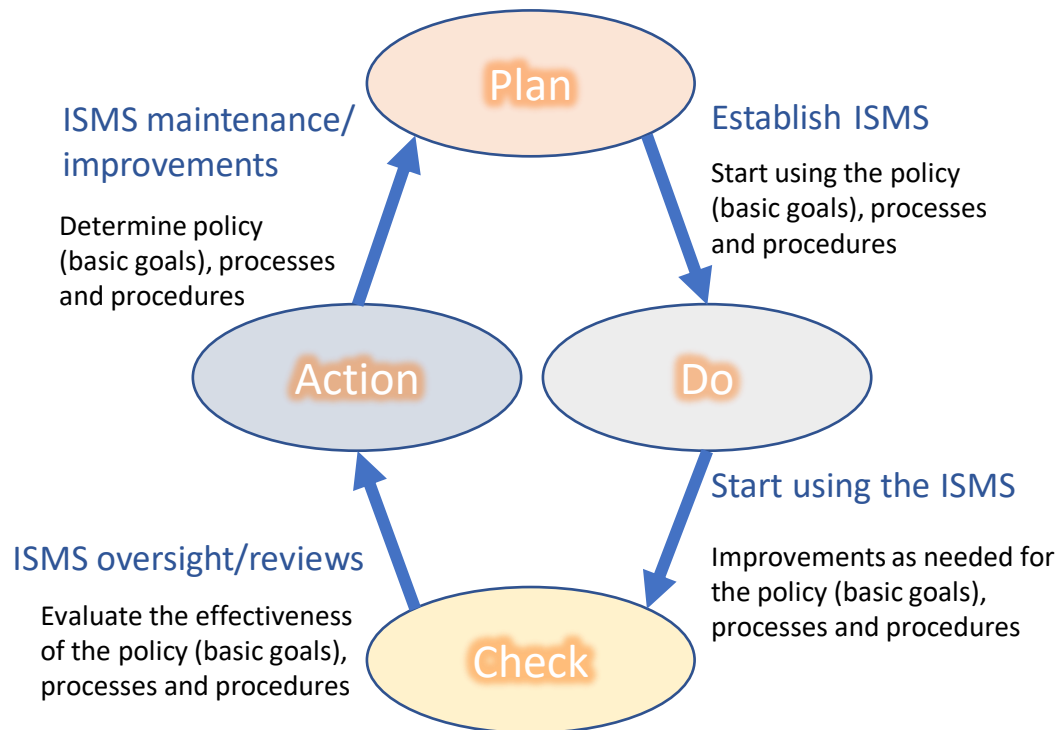 Plan
ISMS maintenance/
improvements
Determine policy
(basic goals), processes
and procedures
Establish ISMS
Start using the policy
(basic goals), processes
and procedures
Action
Do
ISMS oversight/reviews
Evaluate the effectiveness
of the policy (basic goals),
processes and procedures
Start using the ISMS
Improvements as needed for
the policy (basic goals),
processes and procedures
Check